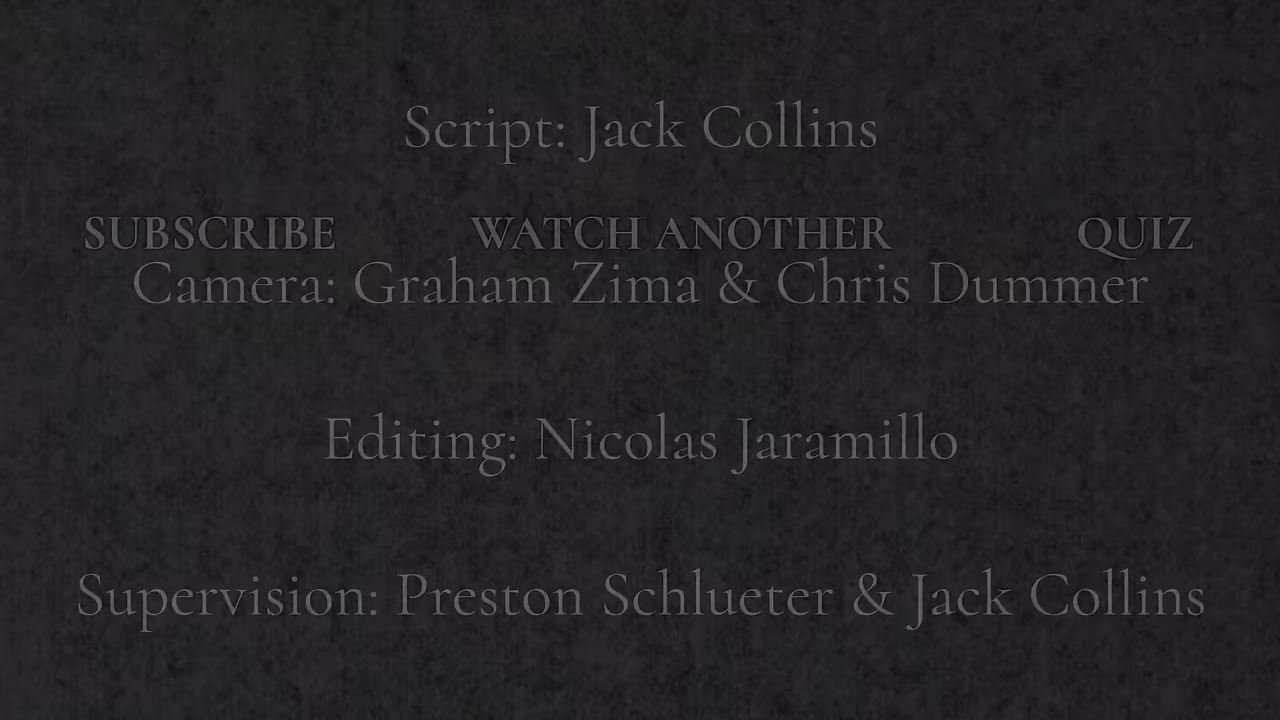 Script: Jack Collins
SUBSCRIBE WATCH ANOTHER QUIZ
Camera: Graham Zima & Chris Dummer
Editing: Nicolas Jaramillo
Supervision: Preston Schlueter & Jack Collins